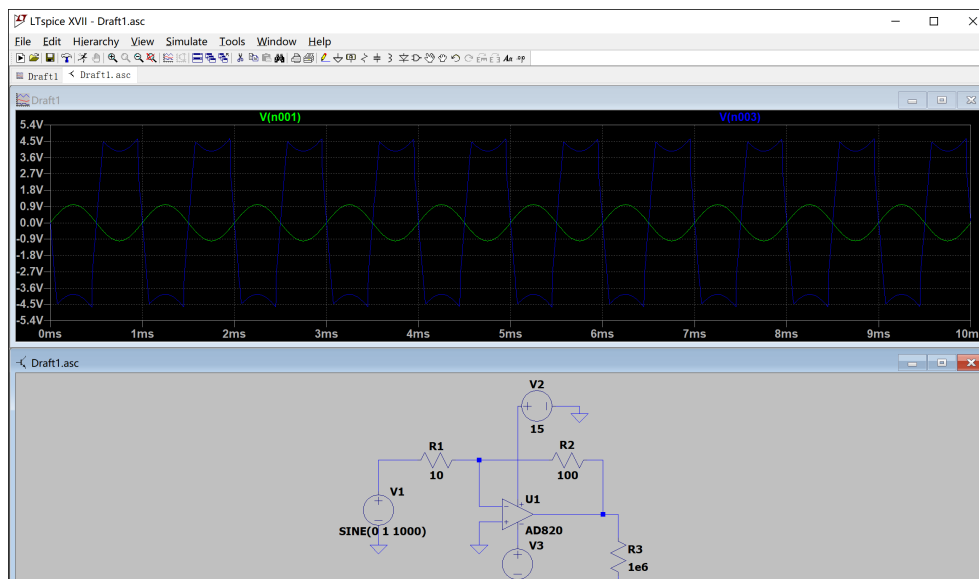 LTspice XVII - Draft1.asc
File Edit Hierarchy View Simulate Tools Window Help
Draft1 Draft1.asc
Draft1
V(n001) V(n003)
5.4V
4.5V
3.6V
2.7V
1.8V
0.9V
0.0V
-0.9V
-1.8V
-2.7V
-3.6V
-4.5V
-5.4V
0ms 1ms 2ms 3ms 4ms 5ms 6ms 7ms 8ms 9ms 10m
Draft1.asc
V2
15
R1
10
R2
100
V1
SINE(0 1 1000)
U1
AD820
V3
R3
1e6